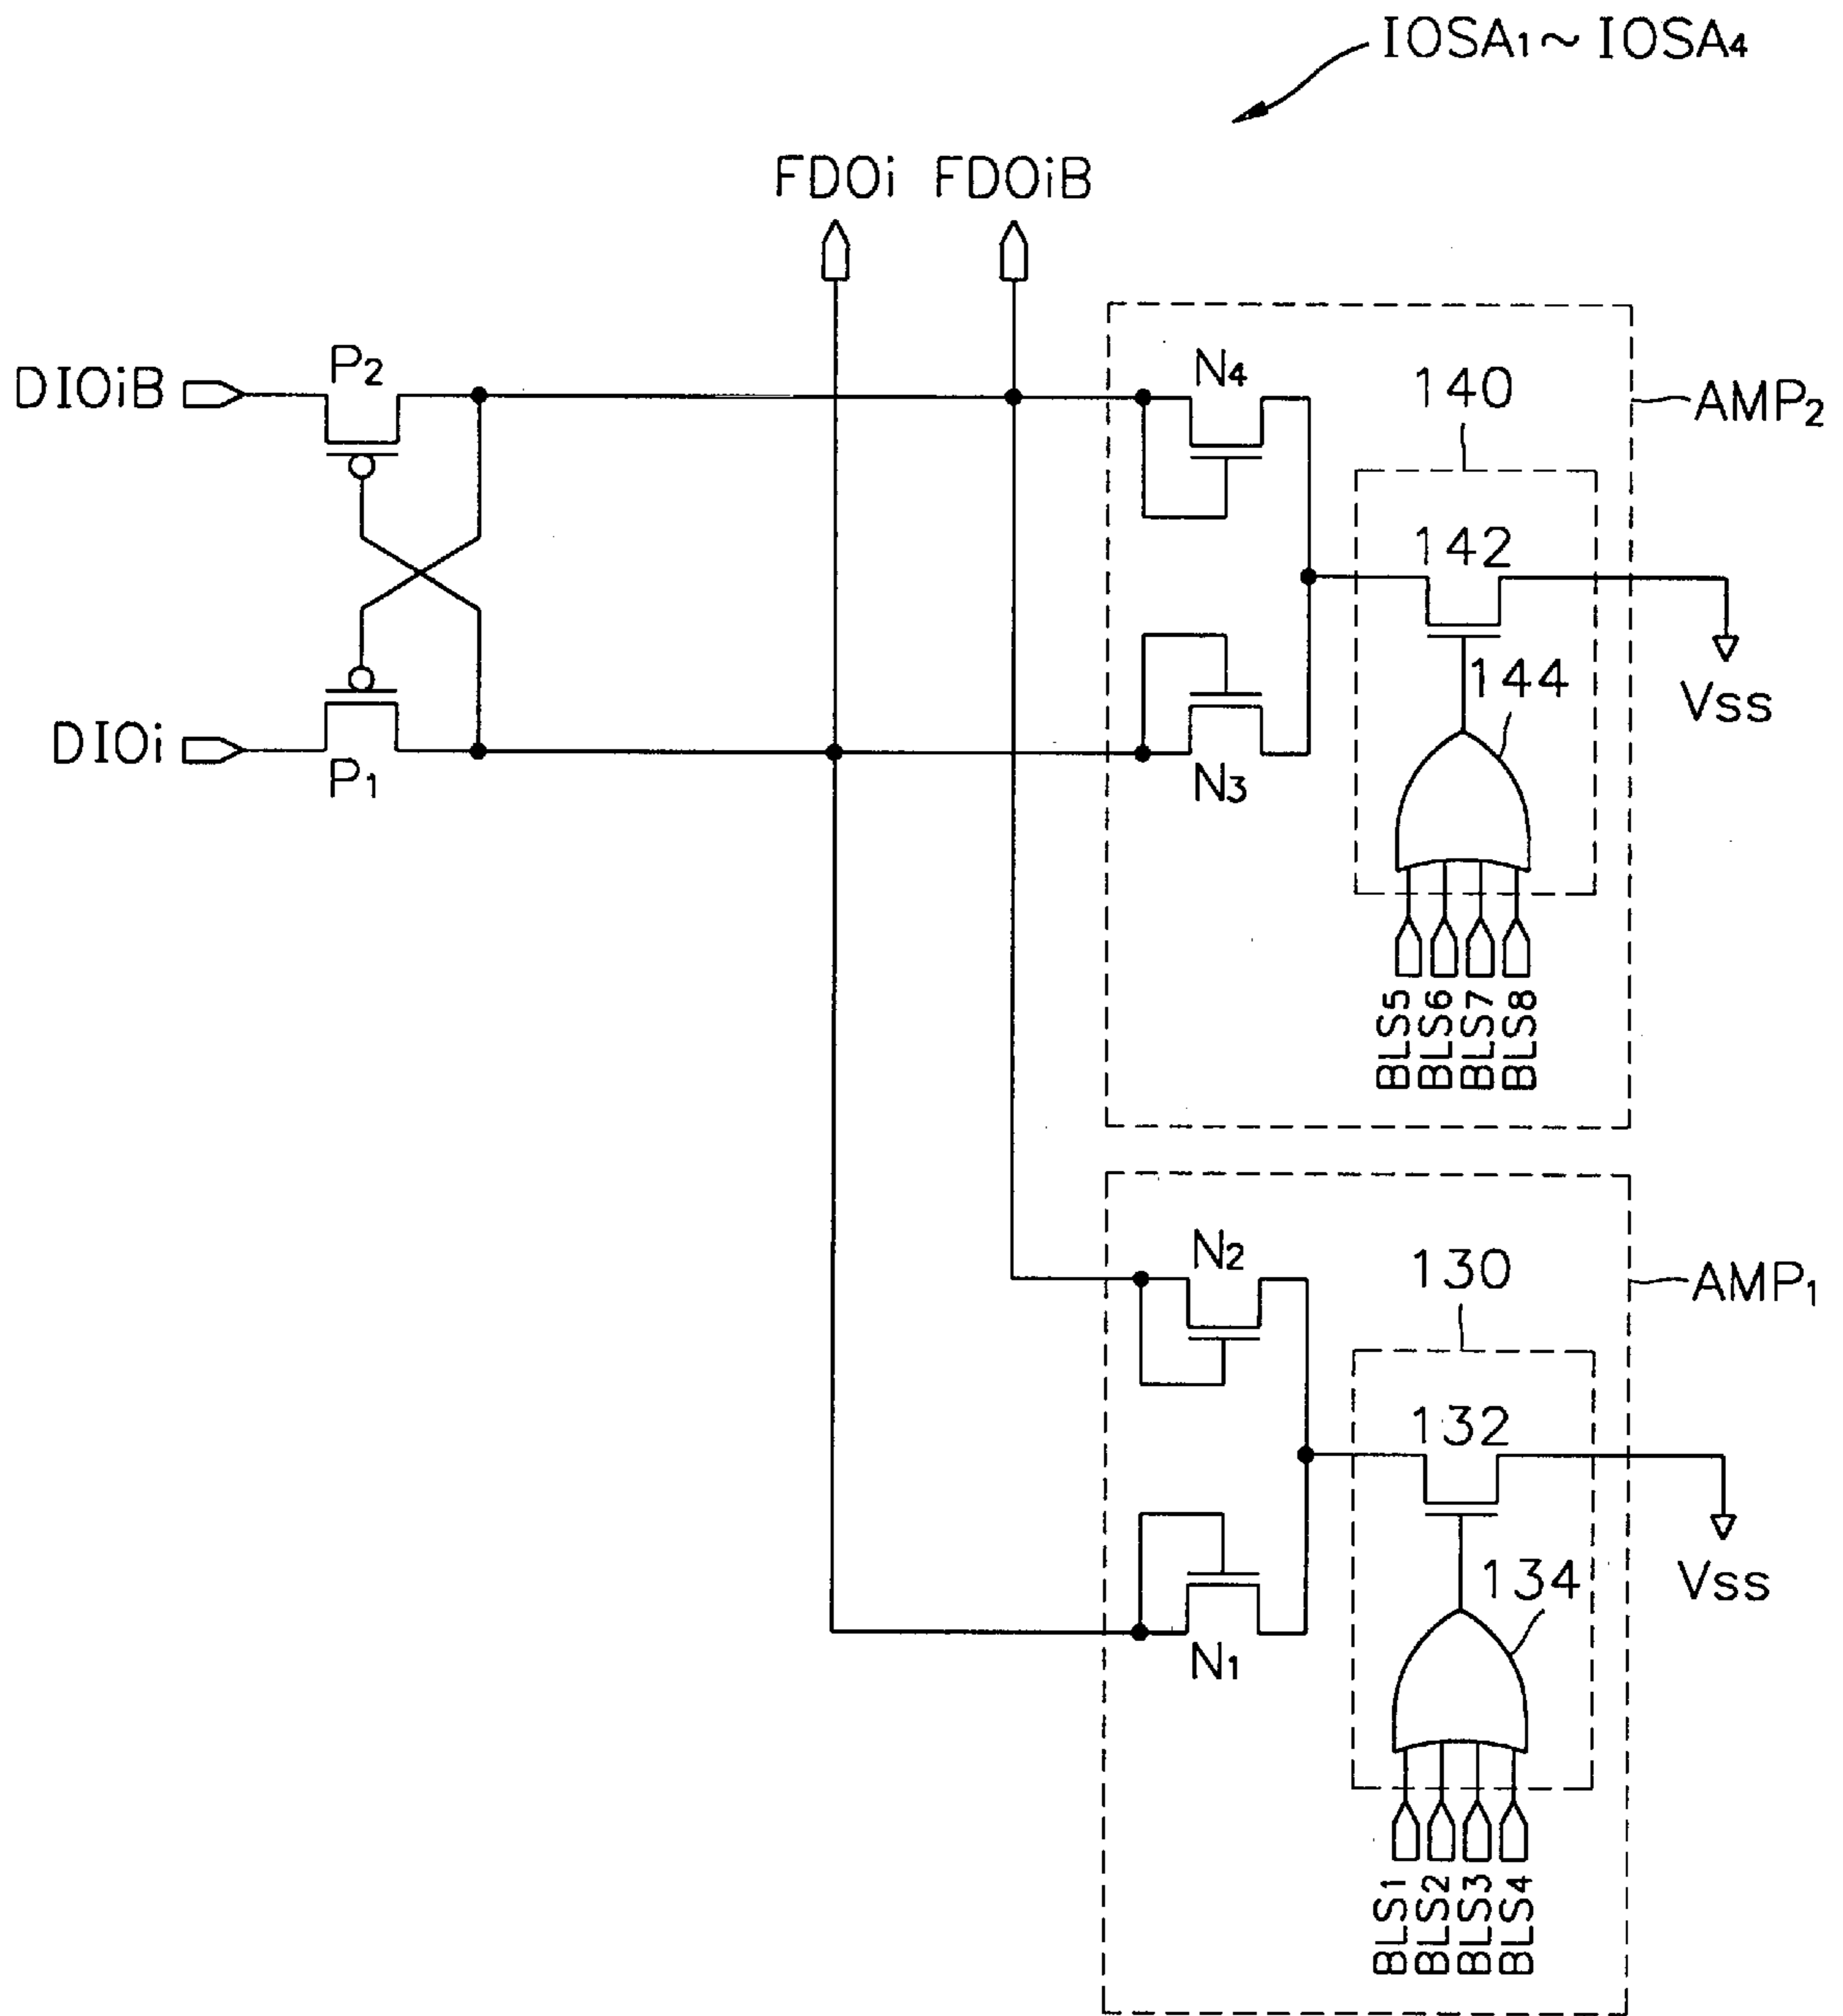 IOSA1~IOSA4
FDOi FDOiB
DIOiB
P2
N4
140
AMP2
142
144
Vss
DIOi
P1
N3
BLS5
BLS6
BLS7
BLS8
N2
130
AMP1
132
134
Vss
N1
BLS1
BLS2
BLS3
BLS4